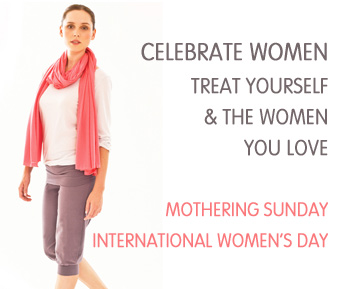 CELEBRATE WOMEN
TREAT YOURSELF
& THE WOMEN
YOU LOVE
MOTHERING SUNDAY
INTERNATIONAL WOMEN'S DAY